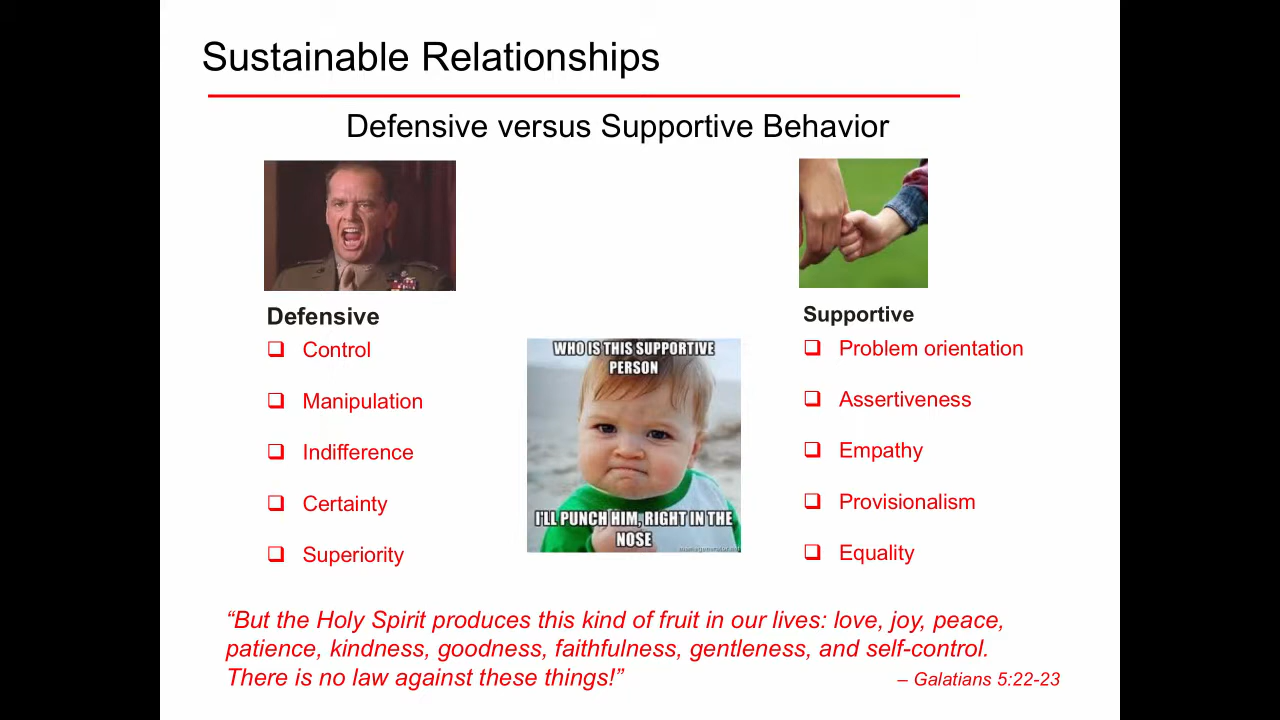 Sustainable Relationships
Defensive versus Supportive Behavior
Defensive
❑ Control
❑ Manipulation
❑ Indifference
❑ Certainty
❑ Superiority
WHO IS THIS SUPPORTIVE
PERSON
I'LL PUNCH HIM, RIGHT IN THE
NOSE
Supportive
❑ Problem orientation
❑ Assertiveness
❑ Empathy
❑ Provisionalism
❑ Equality
“But the Holy Spirit produces this kind of fruit in our lives: love, joy, peace,
patience, kindness, goodness, faithfulness, gentleness, and self-control.
There is no law against these things!”
– Galatians 5:22-23